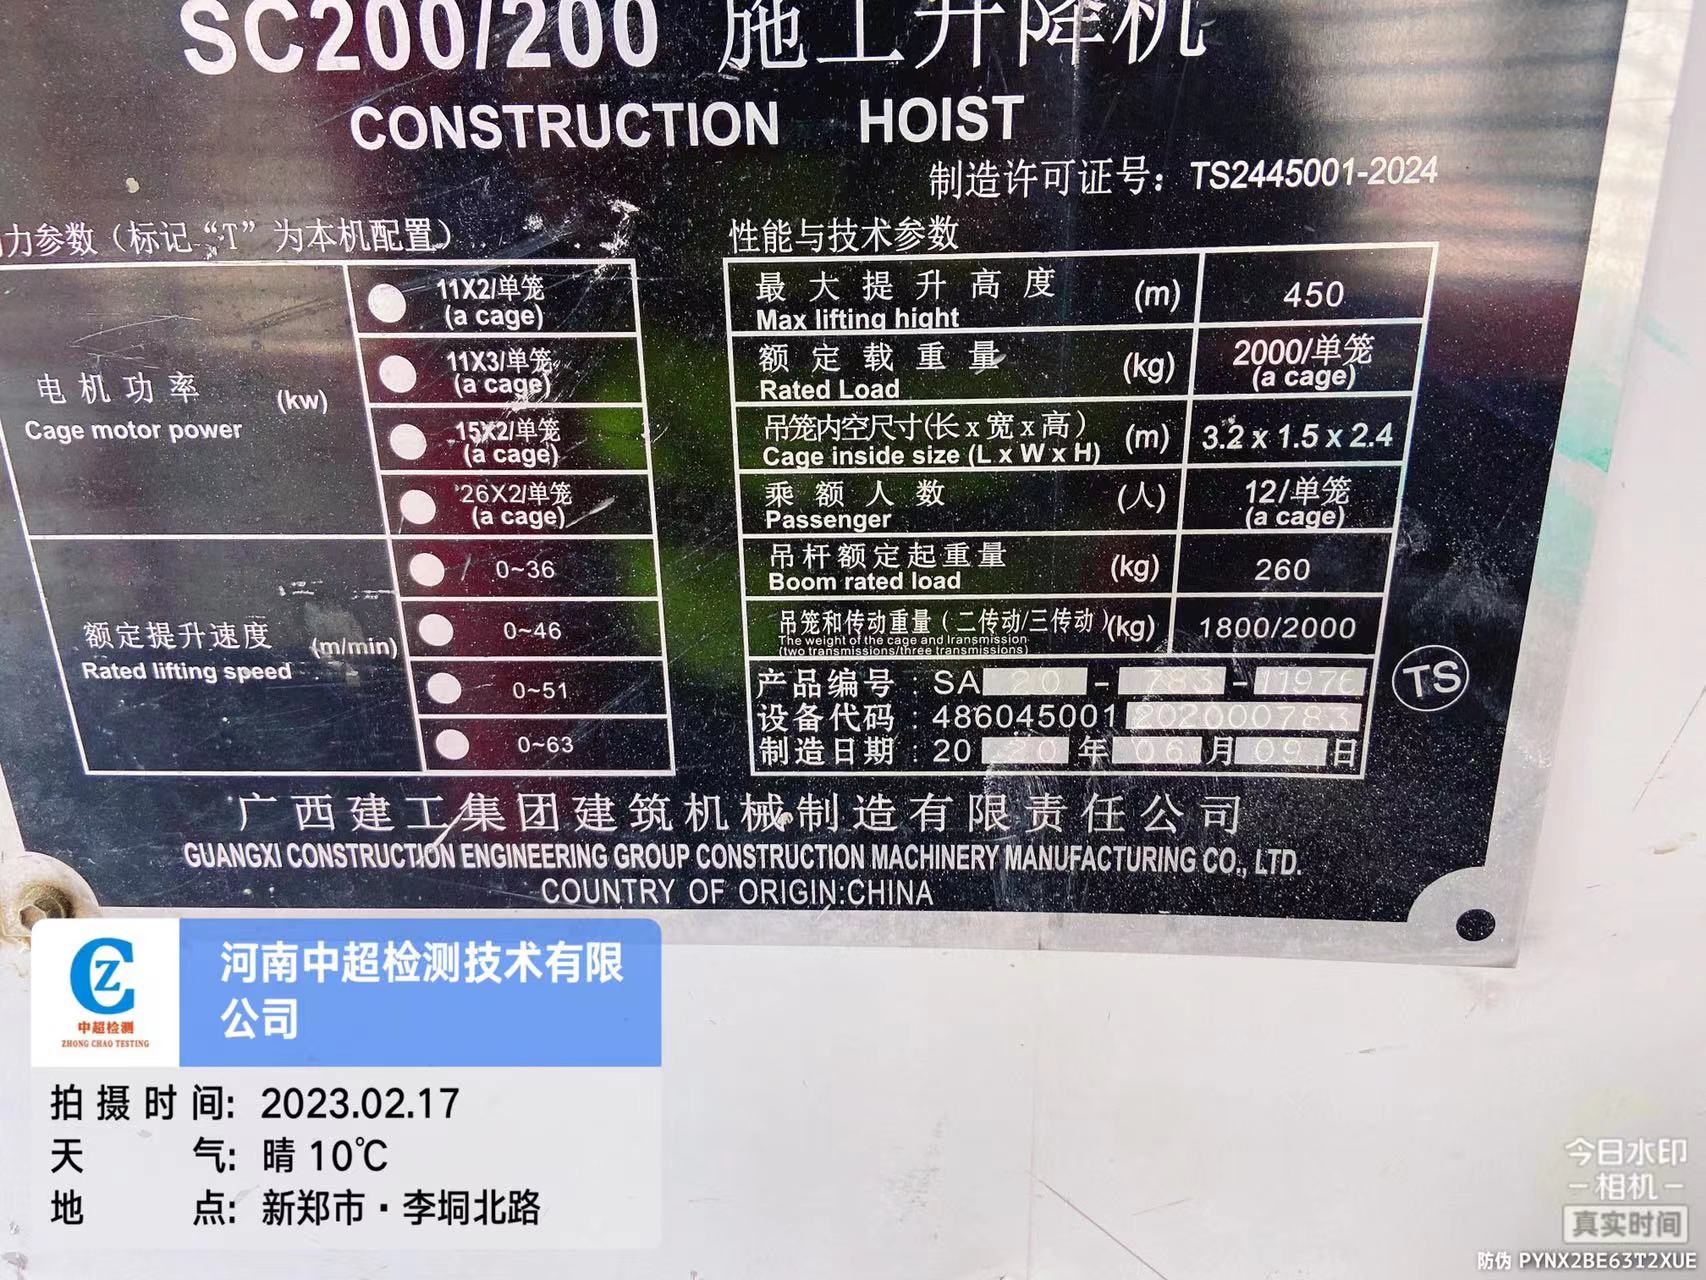 SC200/200 施工升降机
CONSTRUCTION HOIST
制造许可证号：TS2445001-2024
力参数（标记“T”为本机配置）
电机功率 (kw)
Cage motor power
11X2/单笼
(a cage)
11X3/单笼
(a cage)
15X2/单笼
(a cage)
26X2/单笼
(a cage)
额定提升速度 (m/min)
Rated lifting speed
0~36
0~46
0~51
0~63
性能与技术参数
最大提升高度 (m) 450
Max lifting hight
额定载重量 (kg) 2000/单笼
Rated Load (a cage)
吊笼内空尺寸(长x宽x高) (m) 3.2 x 1.5 x 2.4
Cage inside size (L x W x H)
乘额人数 (人) 12/单笼
Passenger (a cage)
吊杆额定起重量 (kg) 260
Boom rated load
吊笼和传动重量（二传动/三传动）(kg) 1800/2000
The weight of the cage and Iransmission
(two transmissions/three transmissions)
产品编号：SA 20 - 783 - 11976
设备代码：486045001 2020000783
制造日期：20 20 年 06 月 09 日
TS
广西建工集团建筑机械制造有限责任公司
GUANGXI CONSTRUCTION ENGINEERING GROUP CONSTRUCTION MACHINERY MANUFACTURING CO., LTD.
COUNTRY OF ORIGIN:CHINA
CZ
中超检测
ZHONG CHAO TESTING
河南中超检测技术有限
公司
拍摄时间: 2023.02.17
天气: 晴 10℃
地点: 新郑市·李垌北路
今日水印
相机
真实时间
防伪 PYNX2BE63T2XUE